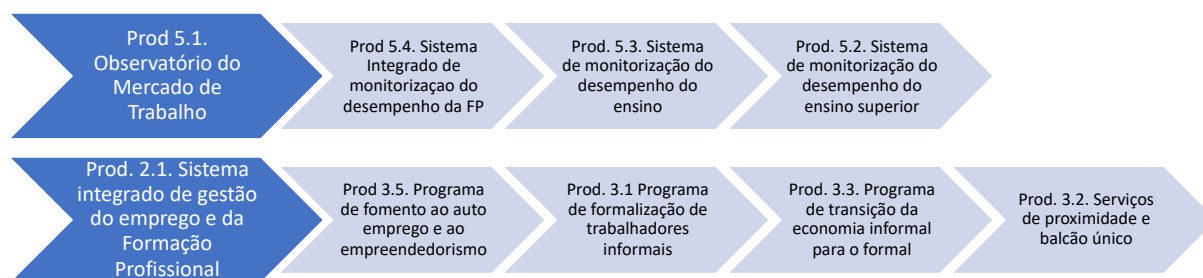 Prod 5.1.
Observatório do
Mercado de
Trabalho
Prod 5.4. Sistema
Integrado de
monitorizaçao do
desempenho da FP
Prod. 5.3. Sistema
de monitorização do
desempenho do
ensino
Prod. 5.2. Sistema
de monitorização do
desempenho do
ensino superior
Prod. 2.1. Sistema
integrado de gestão
do emprego e da
Formação
Profissional
Prod 3.5. Programa
de fomento ao auto
emprego e ao
empreendedorismo
Prod. 3.1 Programa
de formalização de
trabalhadores
informais
Prod. 3.3. Programa
de transição da
economia informal
para o formal
Prod. 3.2. Serviços
de proximidade e
balcão único